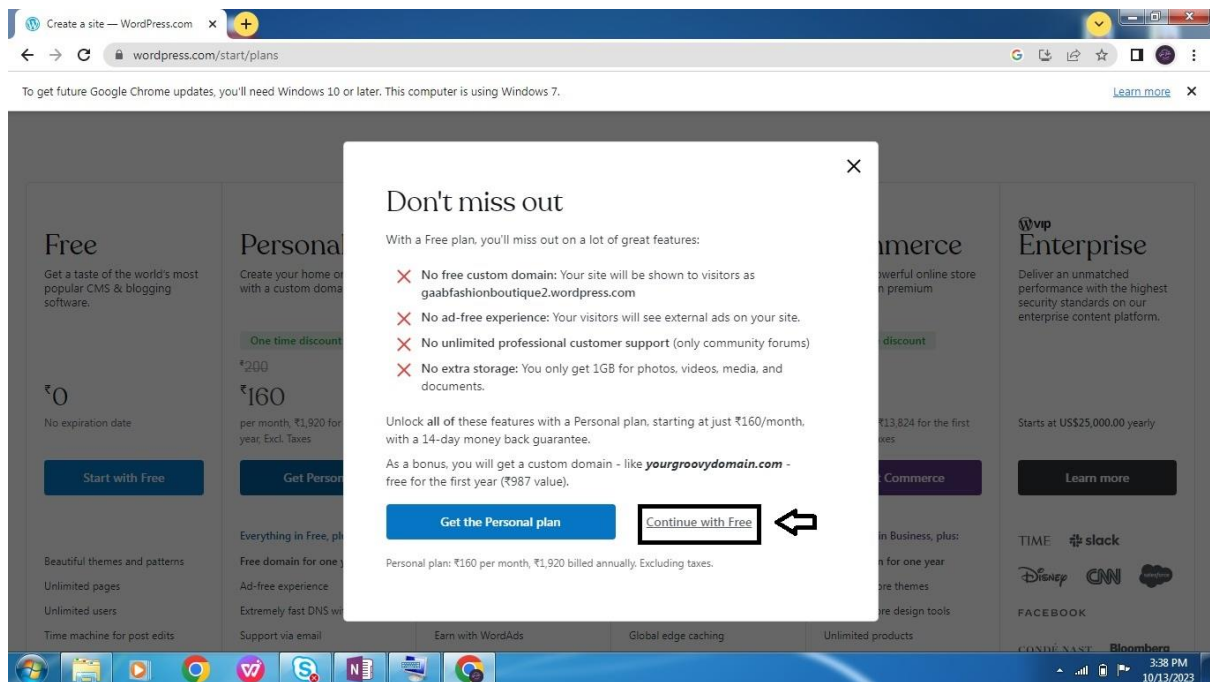 Create a site — WordPress.com
wordpress.com/start/plans
To get future Google Chrome updates, you'll need Windows 10 or later. This computer is using Windows 7.
Learn more
Free
Get a taste of the world's most
popular CMS & blogging
software.
₹0
No expiration date
Start with Free
Beautiful themes and patterns
Unlimited pages
Unlimited users
Time machine for post edits
Personal
Create your home
with a custom
One time discount
₹200
₹160
per month, ₹1,920 for
year, Excl. Taxes
Get
Everything in Free,
Free domain for one
Ad-free experience
Extremely fast DNS
Support via email
Don't miss out
With a Free plan, you'll miss out on a lot of great features:
No free custom domain: Your site will be shown to visitors as
gaabfashionboutique2.wordpress.com
No ad-free experience: Your visitors will see external ads on your site.
No unlimited professional customer support (only community forums)
No extra storage: You only get 1GB for photos, videos, media, and
documents.
Unlock all of these features with a Personal plan, starting at just ₹160/month,
with a 14-day money back guarantee.
As a bonus, you will get a custom domain - like yourgroovydomain.com -
free for the first year (₹987 value).
Get the Personal plan
Continue with Free
Personal plan: ₹160 per month, ₹1,920 billed annually. Excluding taxes.
Earn with WordAds
Global edge caching
online store
premium
discount
₹13,824 for the first
Commerce
in Business, plus:
for one year
themes
design tools
Unlimited products
W VIP
Enterprise
Deliver an unmatched
performance with the highest
security standards on our
enterprise content platform.
Starts at US$25,000.00 yearly
Learn more
TIME slack
Disney CNN salesforce
FACEBOOK
CONDÉ NAST Bloomberg
3:38 PM
10/13/2023